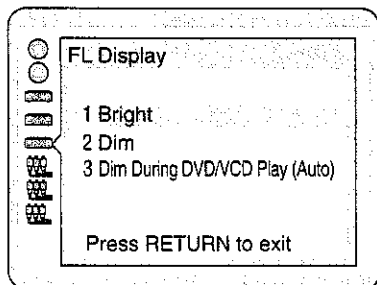 FL Display
1 Bright
2 Dim
3 Dim During DVD/VCD Play (Auto)
Press RETURN to exit